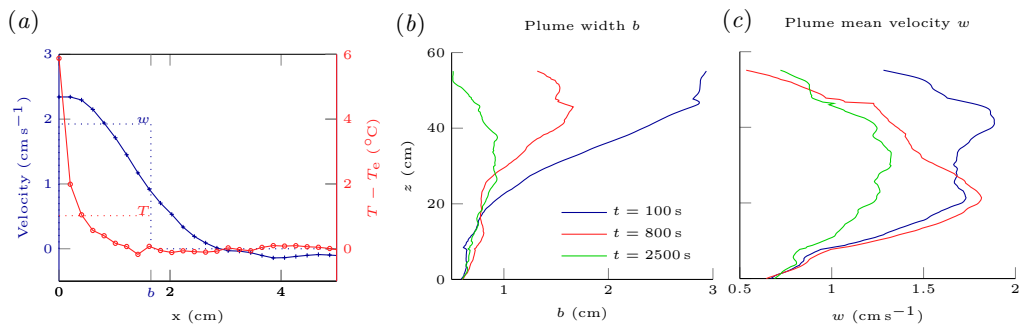 (a)
3
2
1
0
Velocity (cm s⁻¹)
6
4
2
0
T − Tₑ (°C)
w
T
0
b
2
4
x (cm)
(b)
Plume width b
60
40
20
0
z (cm)
t = 100 s
t = 800 s
t = 2500 s
1
2
3
b (cm)
(c)
Plume mean velocity w
0.5
1
1.5
2
w (cm s⁻¹)